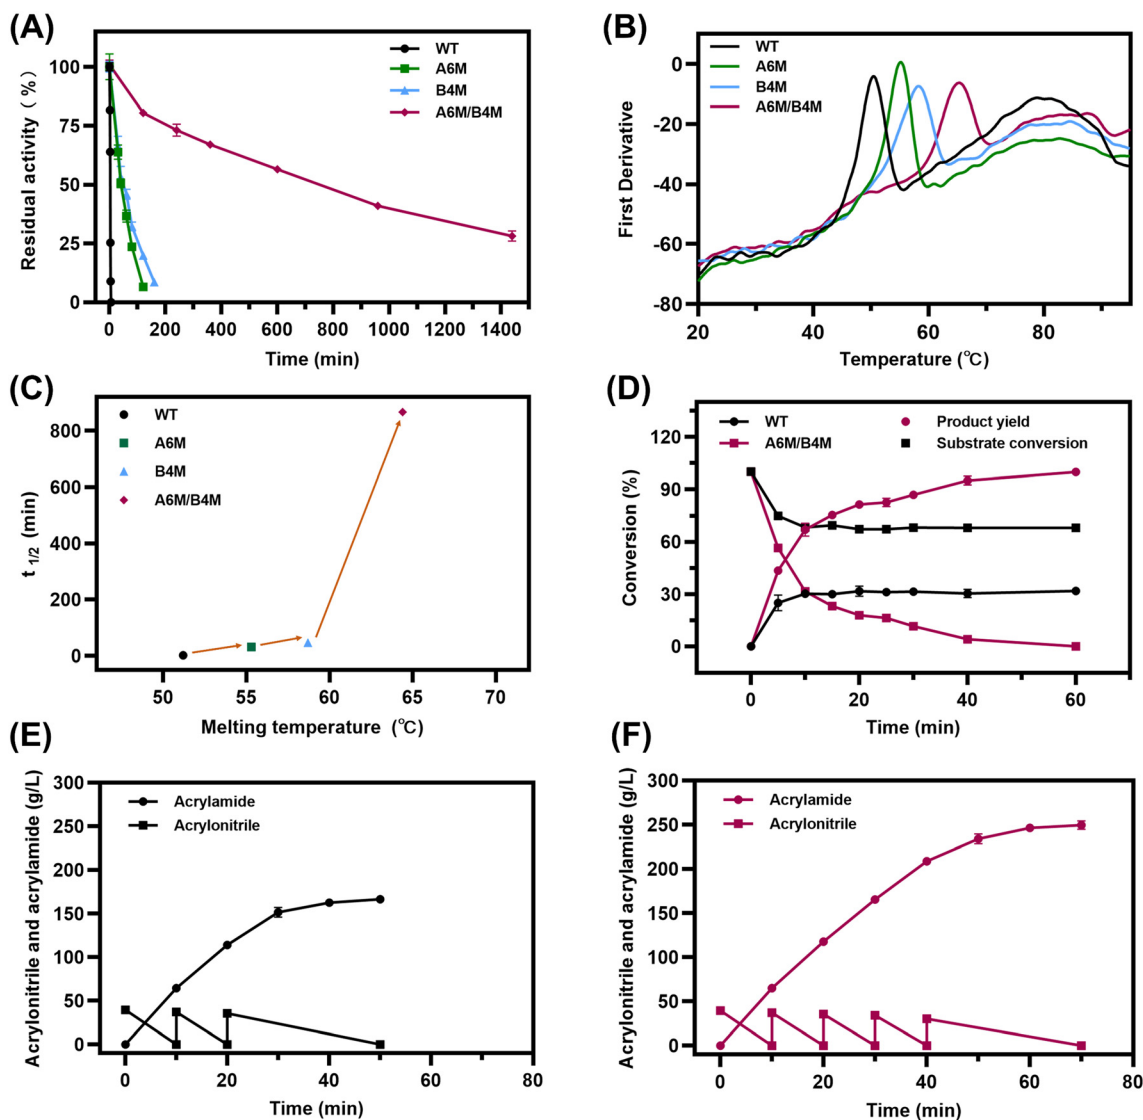 (A)
WT
A6M
B4M
A6M/B4M
Residual activity (%)
100
75
50
25
0
0 200 400 600 800 1000 1200 1400
Time (min)
(B)
WT
A6M
B4M
A6M/B4M
First Derivative
0
-20
-40
-60
-80
20 40 60 80
Temperature (℃)
(C)
WT
A6M
B4M
A6M/B4M
t 1/2 (min)
800
600
400
200
0
50 55 60 65 70
Melting temperature (℃)
(D)
WT Product yield
A6M/B4M Substrate conversion
Conversion (%)
120
90
60
30
0
0 20 40 60
Time (min)
(E)
Acrylamide
Acrylonitrile
Acrylonitrile and acrylamide (g/L)
300
250
200
150
100
50
0
0 20 40 60 80
Time (min)
(F)
Acrylamide
Acrylonitrile
Acrylonitrile and acrylamide (g/L)
300
250
200
150
100
50
0
0 20 40 60 80
Time (min)